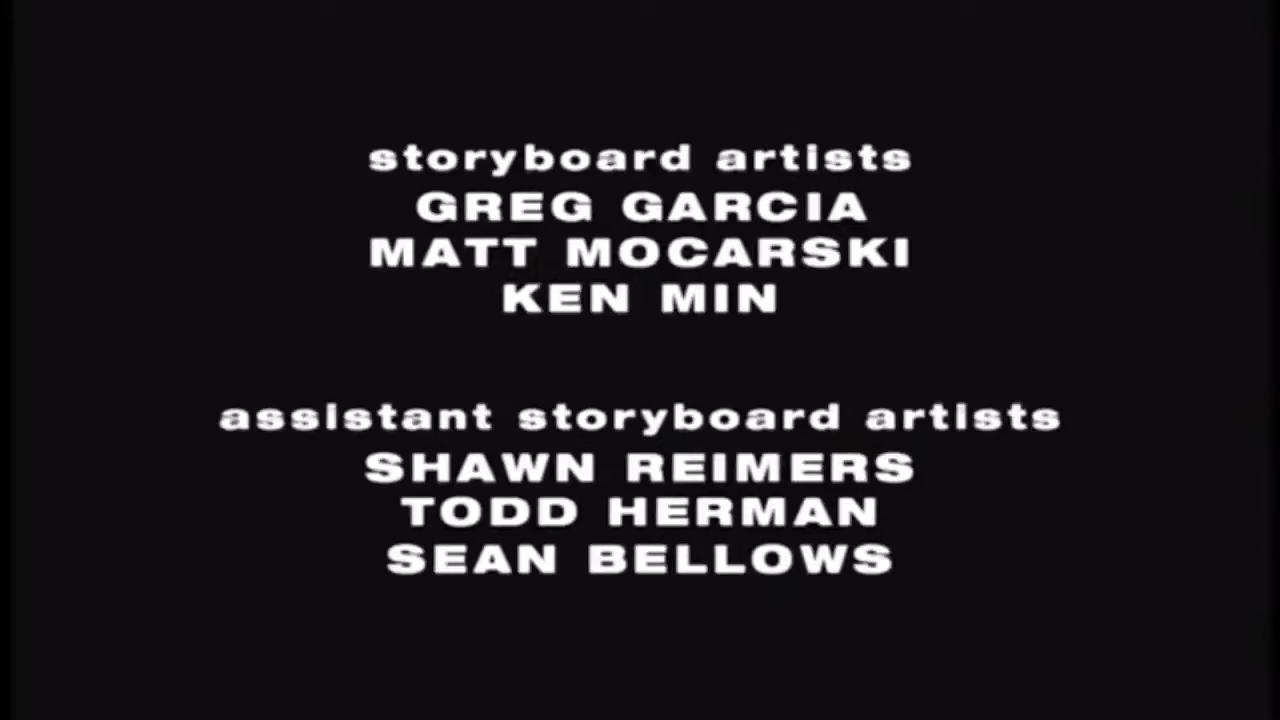 storyboard artists
GREG GARCIA
MATT MOCARSKI
KEN MIN
assistant storyboard artists
SHAWN REIMERS
TODD HERMAN
SEAN BELLOWS